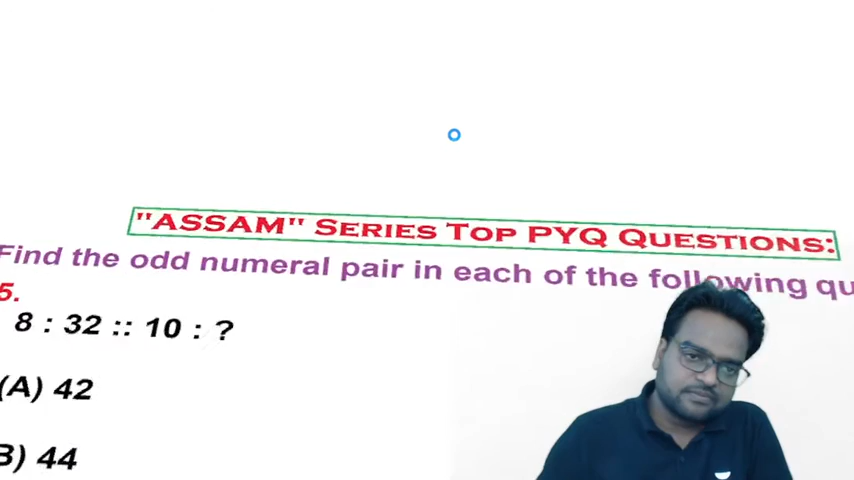 "ASSAM" SERIES TOP PYQ QUESTIONS:
Find the odd numeral pair in each of the following qu
5.
8 : 32 :: 10 : ?
(A) 42
B) 44